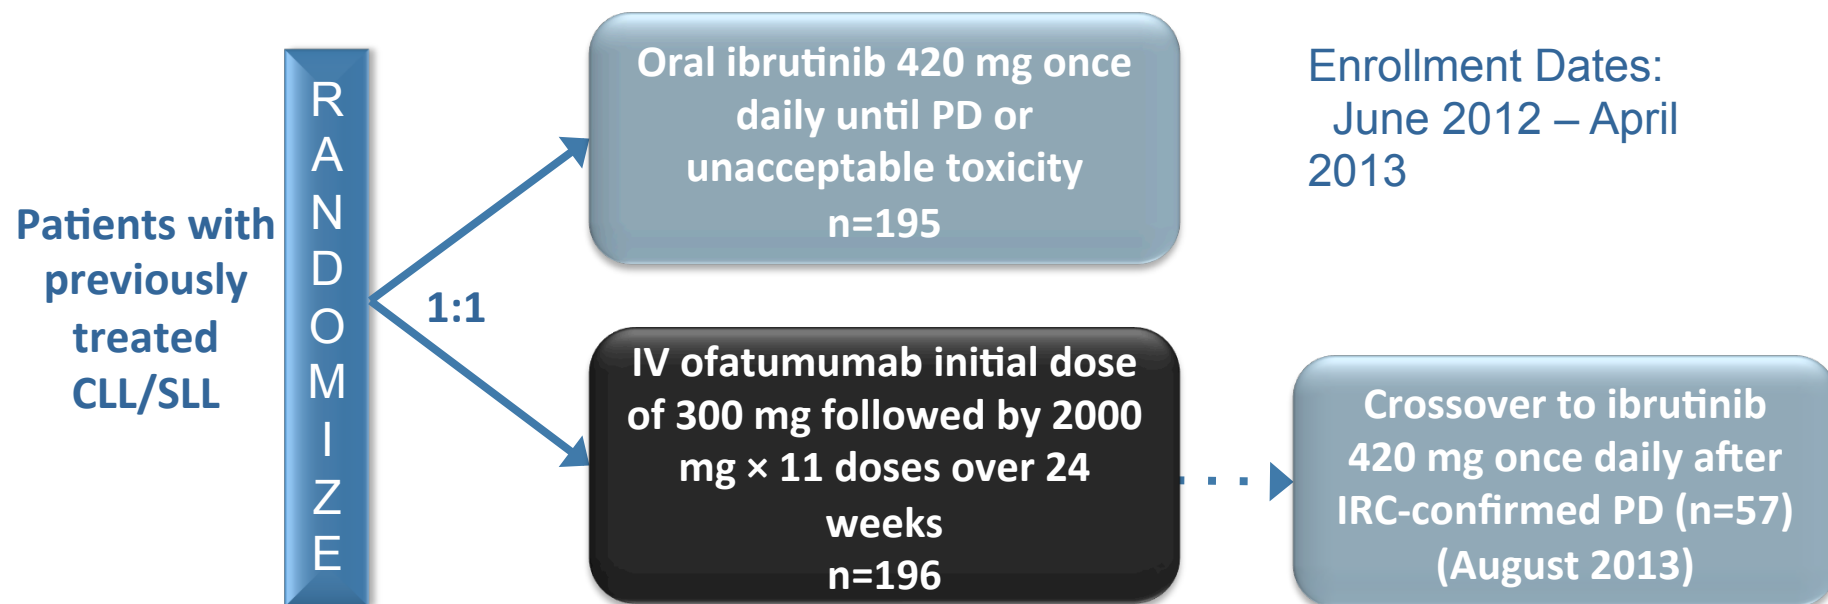 Patients with
previously
treated
CLL/SLL
R
A
N
D
O
M
I
Z
E
1:1
Oral ibrutinib 420 mg once
daily until PD or
unacceptable toxicity
n=195
IV ofatumumab initial dose
of 300 mg followed by 2000
mg × 11 doses over 24
weeks
n=196
Crossover to ibrutinib
420 mg once daily after
IRC-confirmed PD (n=57)
(August 2013)
Enrollment Dates:
June 2012 – April
2013